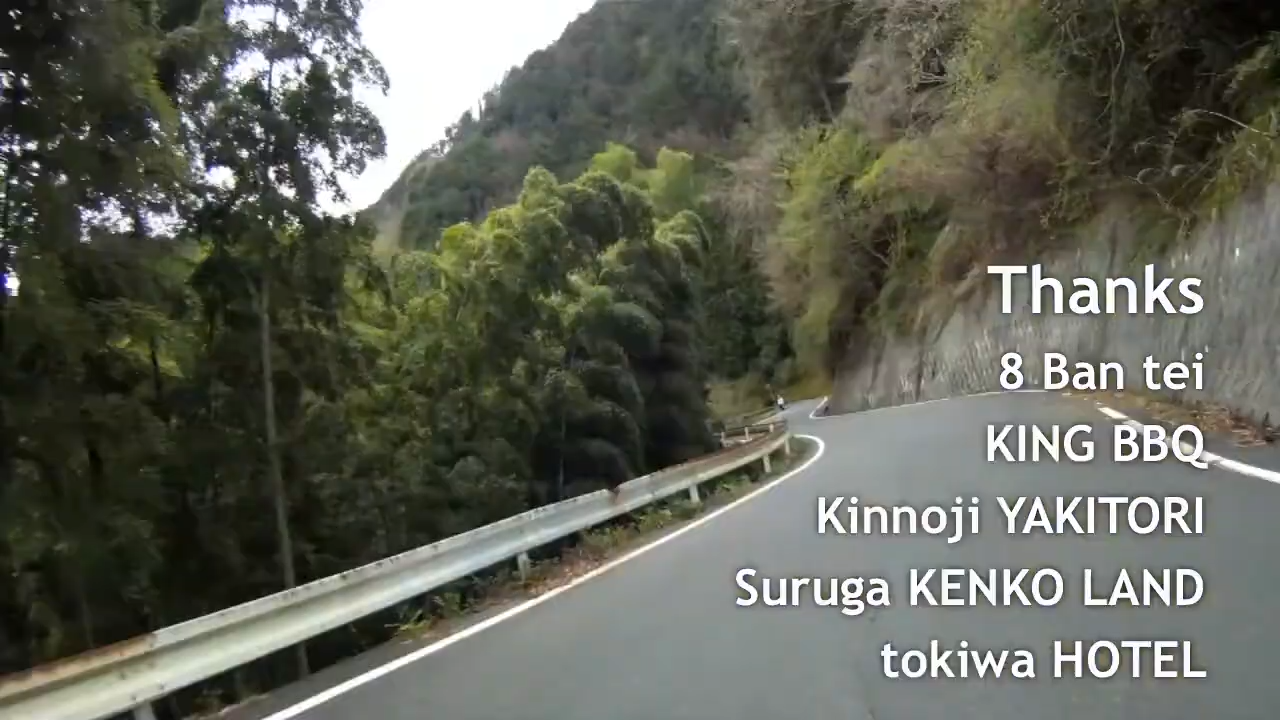 Thanks
8 Ban tei
KING BBQ
Kinnoji YAKITORI
Suruga KENKO LAND
tokiwa HOTEL